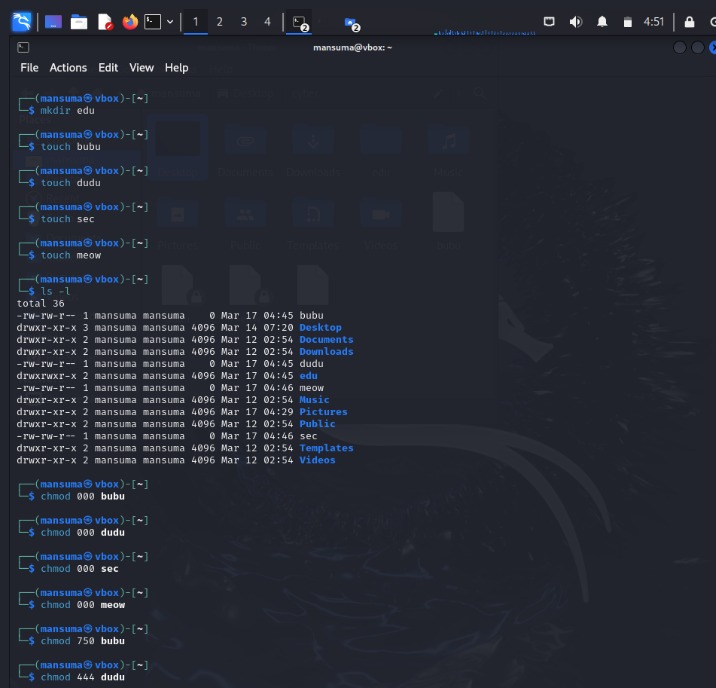 1 2 3 4 2 2 4:51
mansuma@vbox: ~
File Actions Edit View Help
┌──(mansuma㉿vbox)-[~]
└─$ mkdir edu
┌──(mansuma㉿vbox)-[~]
└─$ touch bubu
┌──(mansuma㉿vbox)-[~]
└─$ touch dudu
┌──(mansuma㉿vbox)-[~]
└─$ touch sec
┌──(mansuma㉿vbox)-[~]
└─$ touch meow
┌──(mansuma㉿vbox)-[~]
└─$ ls -l
total 36
-rw-rw-r-- 1 mansuma mansuma 0 Mar 17 04:45 bubu
drwxr-xr-x 3 mansuma mansuma 4096 Mar 14 07:20 Desktop
drwxr-xr-x 2 mansuma mansuma 4096 Mar 12 02:54 Documents
drwxr-xr-x 2 mansuma mansuma 4096 Mar 12 02:54 Downloads
-rw-rw-r-- 1 mansuma mansuma 0 Mar 17 04:45 dudu
drwxrwxr-x 2 mansuma mansuma 4096 Mar 17 04:45 edu
-rw-rw-r-- 1 mansuma mansuma 0 Mar 17 04:46 meow
drwxr-xr-x 2 mansuma mansuma 4096 Mar 12 02:54 Music
drwxr-xr-x 2 mansuma mansuma 4096 Mar 17 04:29 Pictures
drwxr-xr-x 2 mansuma mansuma 4096 Mar 12 02:54 Public
-rw-rw-r-- 1 mansuma mansuma 0 Mar 17 04:46 sec
drwxr-xr-x 2 mansuma mansuma 4096 Mar 12 02:54 Templates
drwxr-xr-x 2 mansuma mansuma 4096 Mar 12 02:54 Videos
┌──(mansuma㉿vbox)-[~]
└─$ chmod 000 bubu
┌──(mansuma㉿vbox)-[~]
└─$ chmod 000 dudu
┌──(mansuma㉿vbox)-[~]
└─$ chmod 000 sec
┌──(mansuma㉿vbox)-[~]
└─$ chmod 000 meow
┌──(mansuma㉿vbox)-[~]
└─$ chmod 750 bubu
┌──(mansuma㉿vbox)-[~]
└─$ chmod 444 dudu